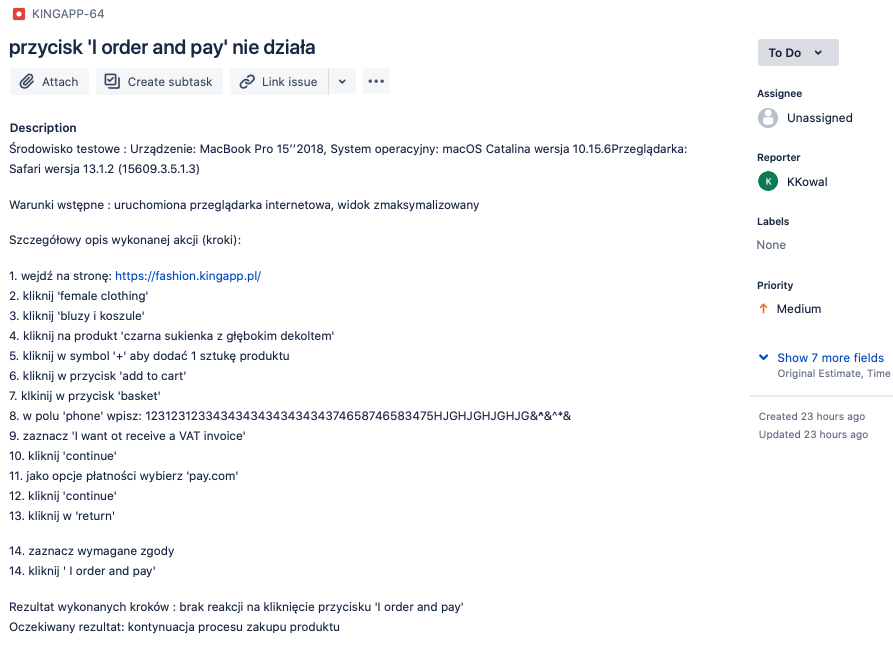 KINGAPP-64
przycisk 'I order and pay' nie działa
Attach
Create subtask
Link issue
Description
Środowisko testowe : Urządzenie: MacBook Pro 15’’2018, System operacyjny: macOS Catalina wersja 10.15.6Przeglądarka:
Safari wersja 13.1.2 (15609.3.5.1.3)
Warunki wstępne : uruchomiona przeglądarka internetowa, widok zmaksymalizowany
Szczegółowy opis wykonanej akcji (kroki):
1. wejdź na stronę: https://fashion.kingapp.pl/
2. kliknij 'female clothing'
3. kliknij 'bluzy i koszule'
4. kliknij na produkt 'czarna sukienka z głębokim dekoltem'
5. kliknij w symbol '+' aby dodać 1 sztukę produktu
6. kliknij w przycisk 'add to cart'
7. klkinij w przycisk 'basket'
8. w polu 'phone' wpisz: 12312312334343434343434343474658746583475HJGHJGHJGHJG&^&^*&
9. zaznacz 'I want ot receive a VAT invoice'
10. kliknij 'continue'
11. jako opcje płatności wybierz 'pay.com'
12. kliknij 'continue'
13. kliknij w 'return'
14. zaznacz wymagane zgody
14. kliknij ' I order and pay'
Rezultat wykonanych kroków : brak reakcji na kliknięcie przycisku 'I order and pay'
Oczekiwany rezultat: kontynuacja procesu zakupu produktu
To Do
Assignee
Unassigned
Reporter
K KKowal
Labels
None
Priority
Medium
Show 7 more fields
Original Estimate, Time
Created 23 hours ago
Updated 23 hours ago